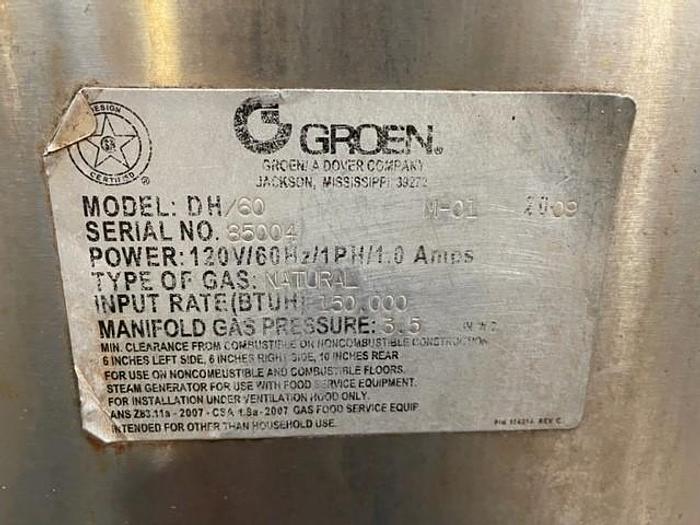 DESIGN
CERTIFIED ®
GROEN®
GROEN/A DOVER COMPANY
JACKSON, MISSISSIPPI 39272
MODEL: DH/60 M-01 2009
SERIAL NO. 85004
POWER: 120V/60Hz/1PH/1.0 Amps
TYPE OF GAS: NATURAL
INPUT RATE(BTUH) 150,000
MANIFOLD GAS PRESSURE: 3.5
MIN. CLEARANCE FROM COMBUSTIBLE OR NONCOMBUSTIBLE CONSTRUCTION
6 INCHES LEFT SIDE, 6 INCHES RIGHT SIDE, 10 INCHES REAR
FOR USE ON NONCOMBUSTIBLE AND COMBUSTIBLE FLOORS.
STEAM GENERATOR FOR USE WITH FOOD SERVICE EQUIPMENT.
FOR INSTALLATION UNDER VENTILATION HOOD ONLY.
ANS Z83.11a - 2007 - CSA 1.8a - 2007 GAS FOOD SERVICE EQUIP
INTENDED FOR OTHER THAN HOUSEHOLD USE.
P/N REV C